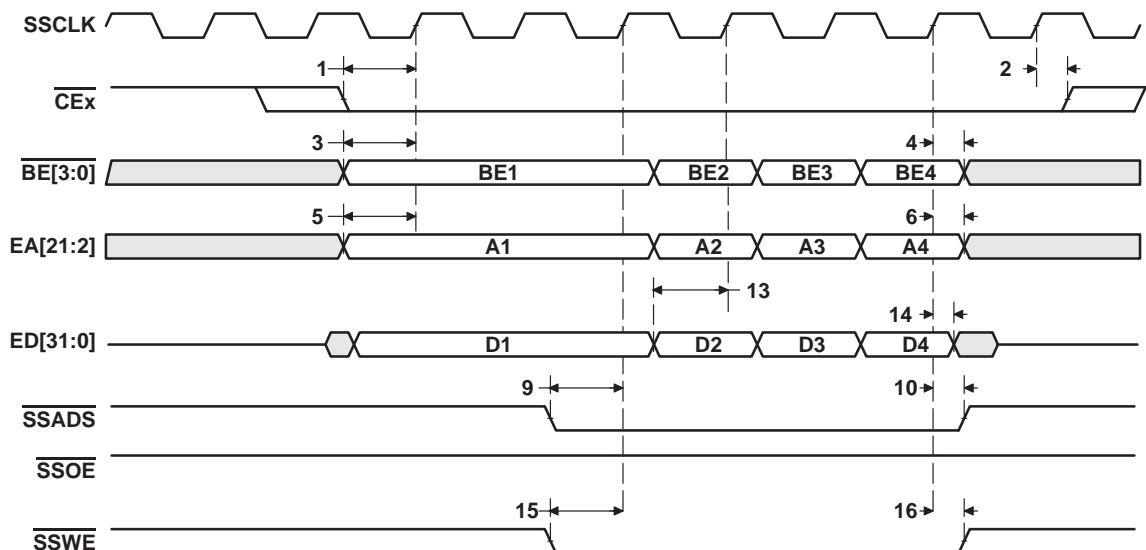 SSCLK
1
2
CEx
3
4
BE[3:0]
BE1
BE2
BE3
BE4
5
6
EA[21:2]
A1
A2
A3
A4
13
14
ED[31:0]
D1
D2
D3
D4
9
10
SSADS
SSOE
15
16
SSWE